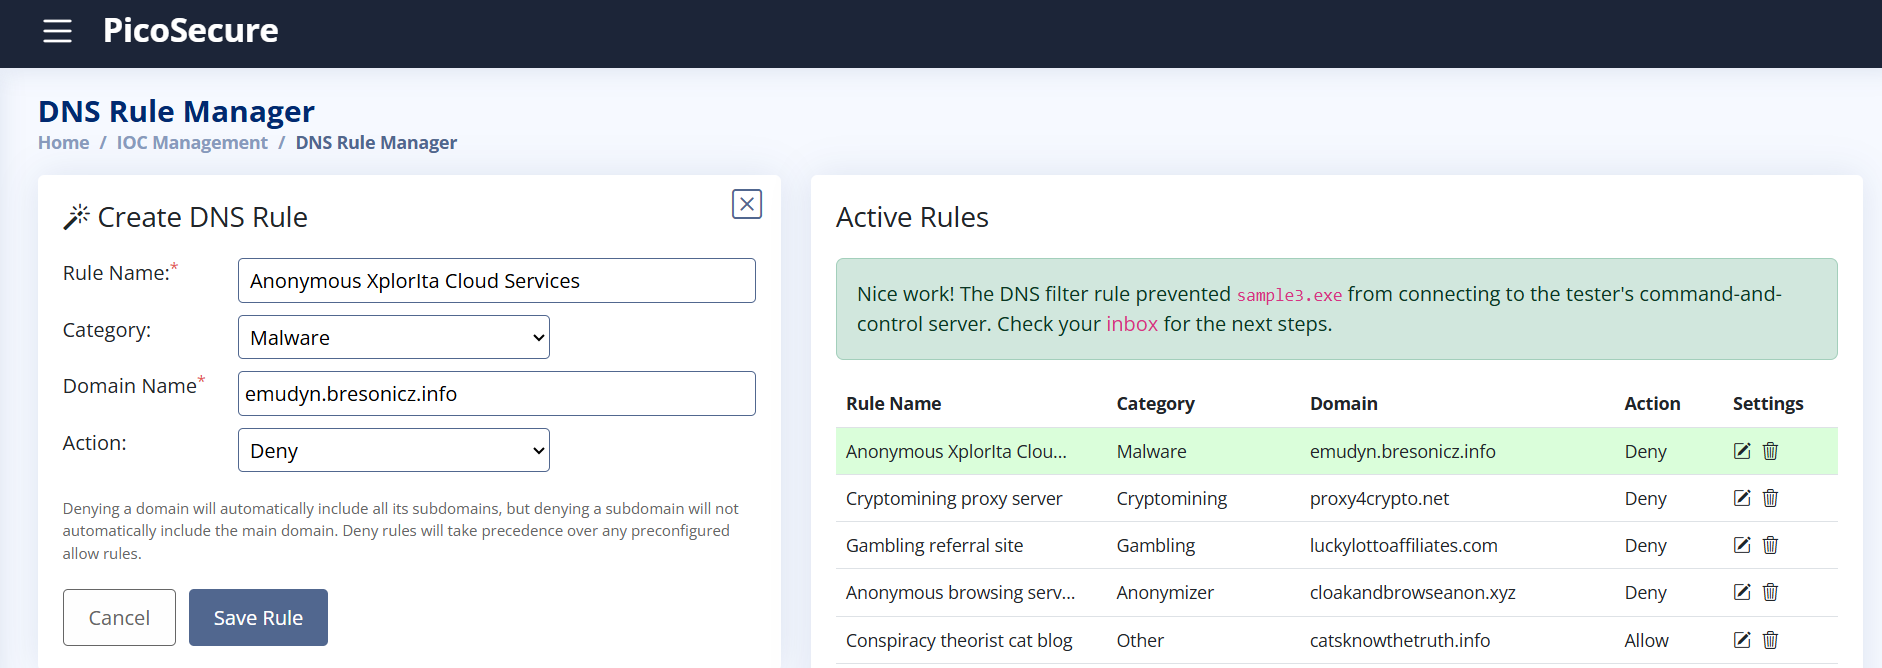 PicoSecure
DNS Rule Manager
Home / IOC Management / DNS Rule Manager
Create DNS Rule
Rule Name:*
Anonymous XplorIta Cloud Services
Category:
Malware
Domain Name*
emudyn.bresonicz.info
Action:
Deny
Denying a domain will automatically include all its subdomains, but denying a subdomain will not
automatically include the main domain. Deny rules will take precedence over any preconfigured
allow rules.
Cancel Save Rule
Active Rules
Nice work! The DNS filter rule prevented sample3.exe from connecting to the tester's command-and-
control server. Check your inbox for the next steps.
Rule Name Category Domain Action Settings
Anonymous XplorIta Clou... Malware emudyn.bresonicz.info Deny
Cryptomining proxy server Cryptomining proxy4crypto.net Deny
Gambling referral site Gambling luckylottoaffiliates.com Deny
Anonymous browsing serv... Anonymizer cloakandbrowseanon.xyz Deny
Conspiracy theorist cat blog Other catsknowthetruth.info Allow